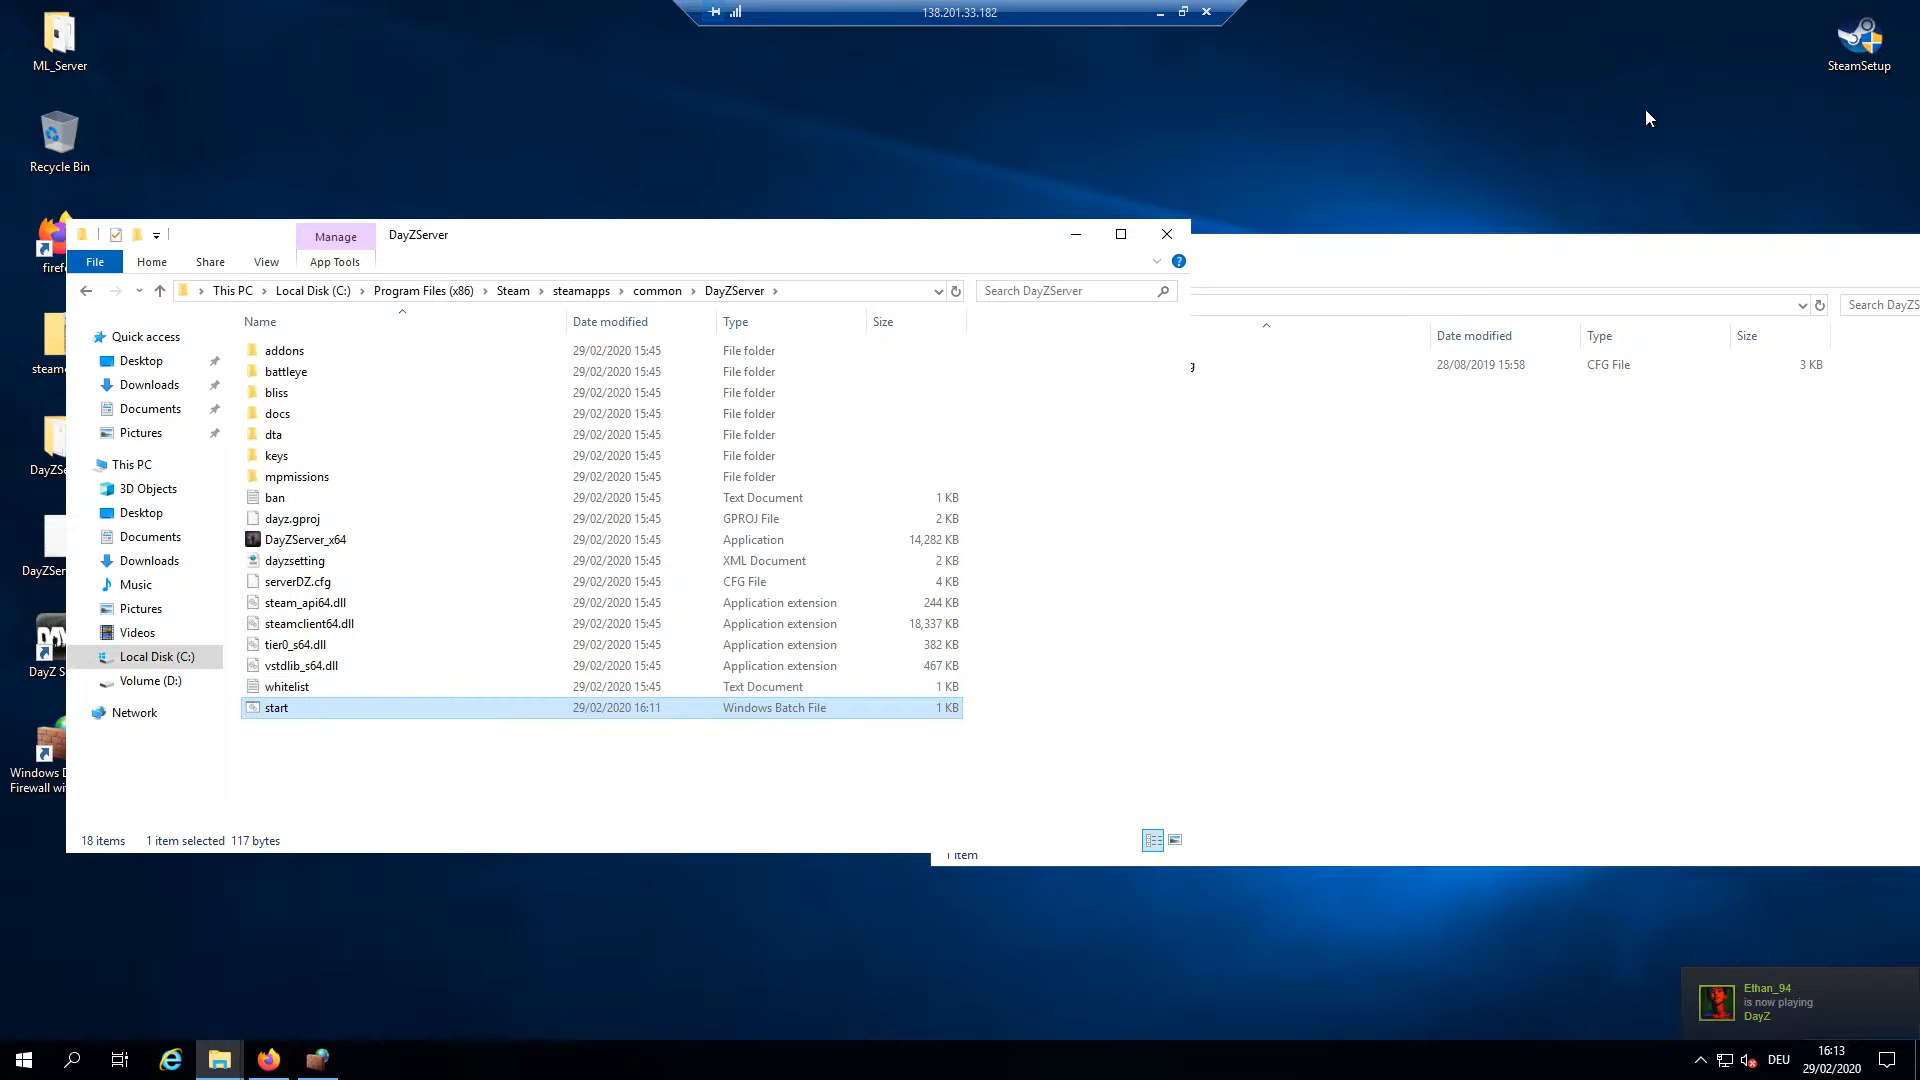 138.201.33.182
ML_Server
SteamSetup
Recycle Bin
Manage
DayZServer
File
Home
Share
View
App Tools
This PC
Local Disk (C:)
Program Files (x86)
Steam
steamapps
common
DayZServer
Search DayZServer
Search DayZS
Name
Date modified
Type
Size
Date modified
Type
Size
addons 29/02/2020 15:45 File folder
battleye 29/02/2020 15:45 File folder
bliss 29/02/2020 15:45 File folder
docs 29/02/2020 15:45 File folder
dta 29/02/2020 15:45 File folder
keys 29/02/2020 15:45 File folder
mpmissions 29/02/2020 15:45 File folder
ban 29/02/2020 15:45 Text Document 1 KB
dayz.gproj 29/02/2020 15:45 GPROJ File 2 KB
DayZServer_x64 29/02/2020 15:45 Application 14,282 KB
dayzsetting 29/02/2020 15:45 XML Document 2 KB
serverDZ.cfg 29/02/2020 15:45 CFG File 4 KB
steam_api64.dll 29/02/2020 15:45 Application extension 244 KB
steamclient64.dll 29/02/2020 15:45 Application extension 18,337 KB
tier0_s64.dll 29/02/2020 15:45 Application extension 382 KB
vstdlib_s64.dll 29/02/2020 15:45 Application extension 467 KB
whitelist 29/02/2020 15:45 Text Document 1 KB
start 29/02/2020 16:11 Windows Batch File 1 KB
g 28/08/2019 15:58 CFG File 3 KB
Quick access
Desktop
Downloads
Documents
Pictures
This PC
3D Objects
Desktop
Documents
Downloads
Music
Pictures
Videos
Local Disk (C:)
Volume (D:)
Network
firef
steam
DayZSe
DayZSer
DAY
DayZ S
Windows D
Firewall wi
18 items 1 item selected 117 bytes
1 item
Ethan_94
is now playing
DayZ
DEU
16:13
29/02/2020